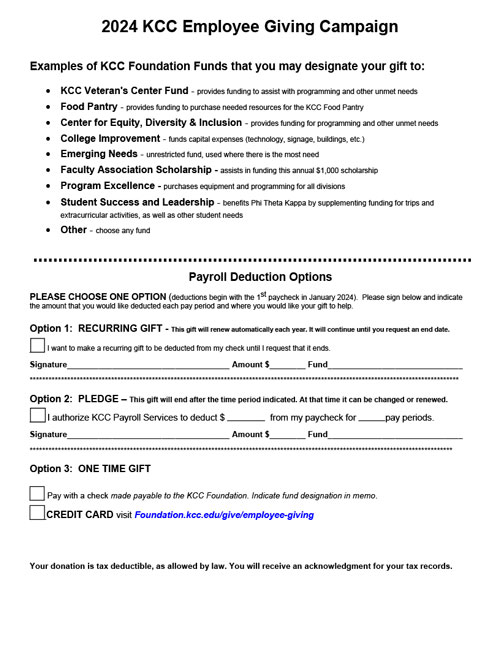 2024 KCC Employee Giving Campaign
Examples of KCC Foundation Funds that you may designate your gift to:
• KCC Veteran's Center Fund - provides funding to assist with programming and other unmet needs
• Food Pantry - provides funding to purchase needed resources for the KCC Food Pantry
• Center for Equity, Diversity & Inclusion - provides funding for programming and other unmet needs
• College Improvement - funds capital expenses (technology, signage, buildings, etc.)
• Emerging Needs - unrestricted fund, used where there is the most need
• Faculty Association Scholarship - assists in funding this annual $1,000 scholarship
• Program Excellence - purchases equipment and programming for all divisions
• Student Success and Leadership - benefits Phi Theta Kappa by supplementing funding for trips and
extracurricular activities, as well as other student needs
• Other - choose any fund
Payroll Deduction Options
PLEASE CHOOSE ONE OPTION (deductions begin with the 1st paycheck in January 2024). Please sign below and indicate
the amount that you would like deducted each pay period and where you would like your gift to help.
Option 1: RECURRING GIFT - This gift will renew automatically each year. It will continue until you request an end date.
I want to make a recurring gift to be deducted from my check until I request that it ends.
Signature____________________ Amount $________ Fund____________________
********************************************************************************
Option 2: PLEDGE – This gift will end after the time period indicated. At that time it can be changed or renewed.
I authorize KCC Payroll Services to deduct $ ________ from my paycheck for ______pay periods.
Signature____________________ Amount $________ Fund____________________
********************************************************************************
Option 3: ONE TIME GIFT
Pay with a check made payable to the KCC Foundation. Indicate fund designation in memo.
CREDIT CARD visit Foundation.kcc.edu/give/employee-giving
Your donation is tax deductible, as allowed by law. You will receive an acknowledgment for your tax records.